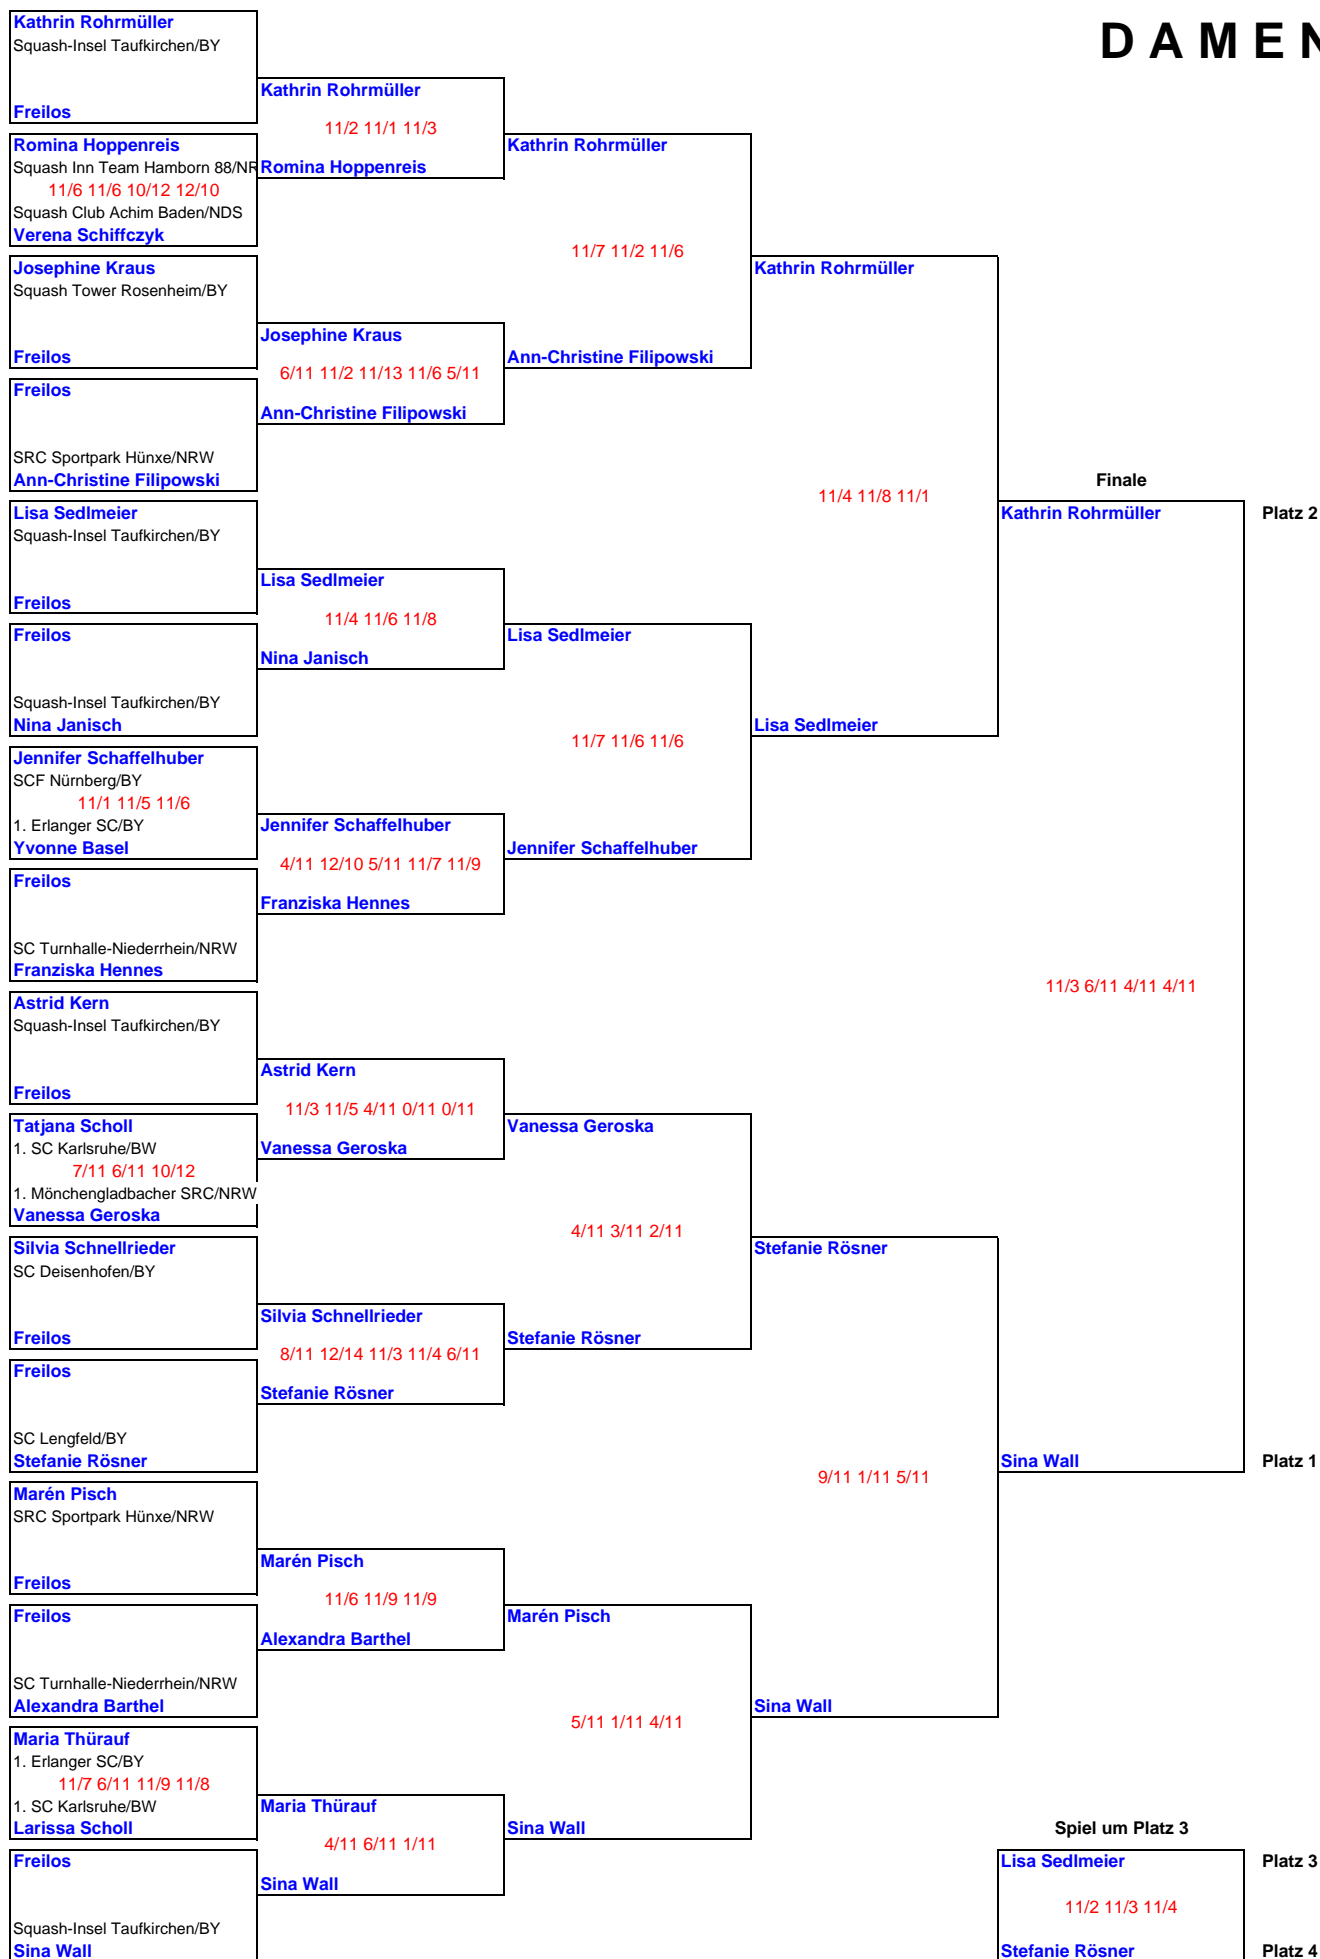 DAMEN
Kathrin Rohrmüller
Squash-Insel Taufkirchen/BY
Freilos
Romina Hoppenreis
Squash Inn Team Hamborn 88/NR
11/6 11/6 10/12 12/10
Squash Club Achim Baden/NDS
Verena Schiffczyk
Josephine Kraus
Squash Tower Rosenheim/BY
Freilos
Freilos
SRC Sportpark Hünxe/NRW
Ann-Christine Filipowski
Lisa Sedlmeier
Squash-Insel Taufkirchen/BY
Freilos
Freilos
Squash-Insel Taufkirchen/BY
Nina Janisch
Jennifer Schaffelhuber
SCF Nürnberg/BY
11/1 11/5 11/6
1. Erlanger SC/BY
Yvonne Basel
Freilos
SC Turnhalle-Niederrhein/NRW
Franziska Hennes
Astrid Kern
Squash-Insel Taufkirchen/BY
Freilos
Tatjana Scholl
1. SC Karlsruhe/BW
7/11 6/11 10/12
1. Mönchengladbacher SRC/NRW
Vanessa Geroska
Silvia Schnellrieder
SC Deisenhofen/BY
Freilos
Freilos
SC Lengfeld/BY
Stefanie Rösner
Marén Pisch
SRC Sportpark Hünxe/NRW
Freilos
Freilos
SC Turnhalle-Niederrhein/NRW
Alexandra Barthel
Maria Thürauf
1. Erlanger SC/BY
11/7 6/11 11/9 11/8
1. SC Karlsruhe/BW
Larissa Scholl
Freilos
Squash-Insel Taufkirchen/BY
Sina Wall
Kathrin Rohrmüller
11/2 11/1 11/3
Romina Hoppenreis
Josephine Kraus
6/11 11/2 11/13 11/6 5/11
Ann-Christine Filipowski
Lisa Sedlmeier
11/4 11/6 11/8
Nina Janisch
Jennifer Schaffelhuber
4/11 12/10 5/11 11/7 11/9
Franziska Hennes
Astrid Kern
11/3 11/5 4/11 0/11 0/11
Vanessa Geroska
Silvia Schnellrieder
8/11 12/14 11/3 11/4 6/11
Stefanie Rösner
Marén Pisch
11/6 11/9 11/9
Alexandra Barthel
Maria Thürauf
4/11 6/11 1/11
Sina Wall
Kathrin Rohrmüller
11/7 11/2 11/6
Ann-Christine Filipowski
Lisa Sedlmeier
11/7 11/6 11/6
Jennifer Schaffelhuber
Vanessa Geroska
4/11 3/11 2/11
Stefanie Rösner
Marén Pisch
5/11 1/11 4/11
Sina Wall
Kathrin Rohrmüller
11/4 11/8 11/1
Lisa Sedlmeier
Stefanie Rösner
9/11 1/11 5/11
Sina Wall
Finale
Kathrin Rohrmüller Platz 2
11/3 6/11 4/11 4/11
Sina Wall Platz 1
Spiel um Platz 3
Lisa Sedlmeier Platz 3
11/2 11/3 11/4
Stefanie Rösner Platz 4